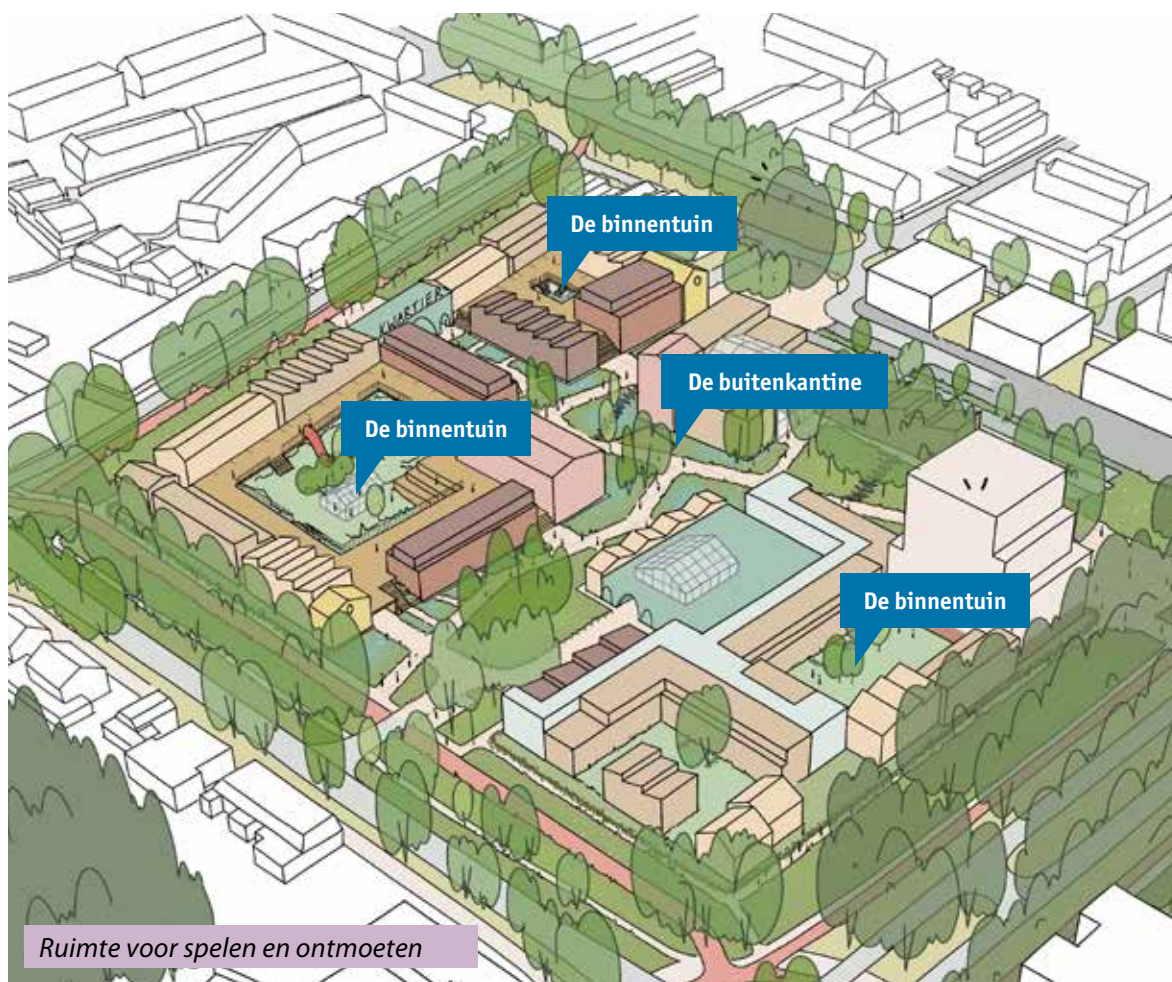 De binnentuin
KWARTIER
De buitenkantine
De binnentuin
De binnentuin
Ruimte voor spelen en ontmoeten